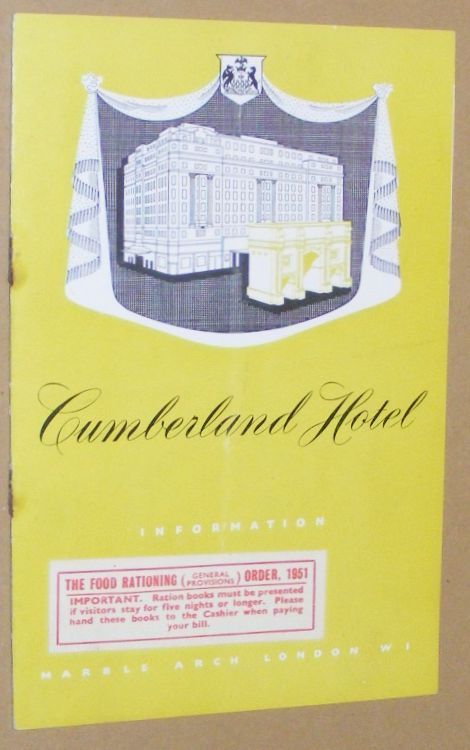 Cumberland Hotel
INFORMATION
THE FOOD RATIONING (GENERAL PROVISIONS) ORDER, 1951
IMPORTANT. Ration books must be presented
if visitors stay for five nights or longer. Please
hand these books to the Cashier when paying
your bill.
MARBLE ARCH LONDON W1